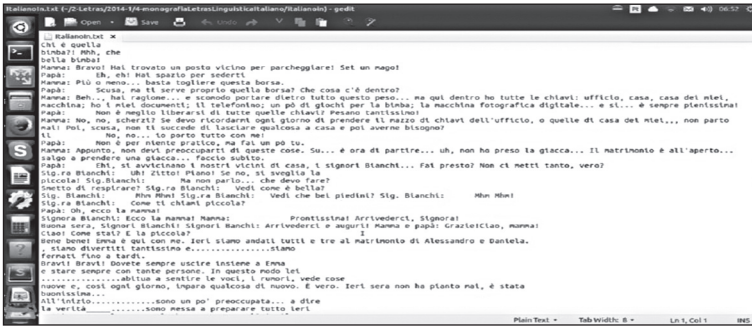 RaIianoIn.txt (~/2-Letras/2014-1/4-monografiaLetrasLinguisticaItaliano/ItalianoIn) - gedit
06:52
Open
Save
Undo
RaIianoIn.txt ×
Chi è quella
bimba?! Mhh, che
bella bimba!
Mamma: Bravo! Hai trovato un posto vicino per parcheggiare! Sei un mago!
Papà: Eh, eh! Hai spazio per sederti
Mamma: Più o meno... basta togliere questa borsa.
Papà: Scusa, ma ti serve proprio quella borsa? Che cosa c'è dentro?
Mamma: Beh.., hai ragione... e scomodo portare dietro tutto questo peso... ma qui dentro ho tutte le chiavi: ufficio, casa, casa dei miei,
macchina; ho i miei documenti; il telefonino; un pò di giochi per la bimba; la macchina fotografica digitale... e si... è sempre pienissima!
Papà: Non è meglio liberarsi di tutte quelle chiavi? Pesano tantissimo!
Mamma: No, no, scherzi? Se devo ricordarmi ogni giorno di prendere il mazzo di chiavi dell'ufficio, o quelle di casa dei miei,,, non parto
mai! Poi, scusa, non ti succede di lasciare qualcosa a casa e poi averne bisogno?
il No, no... io porto tutto con me!
Papà: Non è per niente pratico, ma fai un pò tu.
Mamma: Appunto, non devi preoccuparti di queste cose. Su... è ora di partire... uh, non ho preso la giacca... Il matrimonio è all'aperto...
salgo a prendere una giacca... faccio subito.
Papà: Ehi, si avvicinano i nostri vicini di casa, i signori Bianchi... Fai presto? Non ci metti tanto, vero?
Sig.ra Bianchi: Uh! Zitto! Piano! Se no, si sveglia la
piccola! Sig.Bianchi: Ma non parlo... che devo fare?
Smetto di respirare? Sig.ra Bianchi: Vedi come è bella?
Sig. Bianchi: Mhm Mhm! Sig.ra Bianchi: Vedi che bei piedini? Sig. Bianchi: Mhm Mhm!
Sig.ra Bianchi: Come ti chiami piccola?
Papà: Oh, ecco la mamma!
Signora Bianchi: Ecco la mamma! Mamma: Prontissima! Arrivederci, Signora!
Buona sera, Signori Bianchi! Signori Banchi: Arrivederci e auguri! Mamma e papà: Grazie!Ciao, mamma!
Ciao! Come stai? E la piccola?
Bene bene! Emma è qui con me. Ieri siamo andati tutti e tre al matrimonio di Alessandro e Daniela.
, siamo divertiti tantissimo e...............siamo
fermati fino a tardi.
Bravi! Bravi! Dovete sempre uscire insieme a Emma
e stare sempre con tante persone. In questo modo lei
................abitua a sentire le voci, i rumori, vede cose
nuove e, così ogni giorno, impara qualcosa di nuovo. È vero. Ieri sera non ha pianto mai, è stata
buonissima...
All'inizio.............sono un po' preoccupata... a dire
la verità____.......sono messa a preparare tutto ieri
Plain Text
Tab Width: 8
Ln 1, Col 1
INS